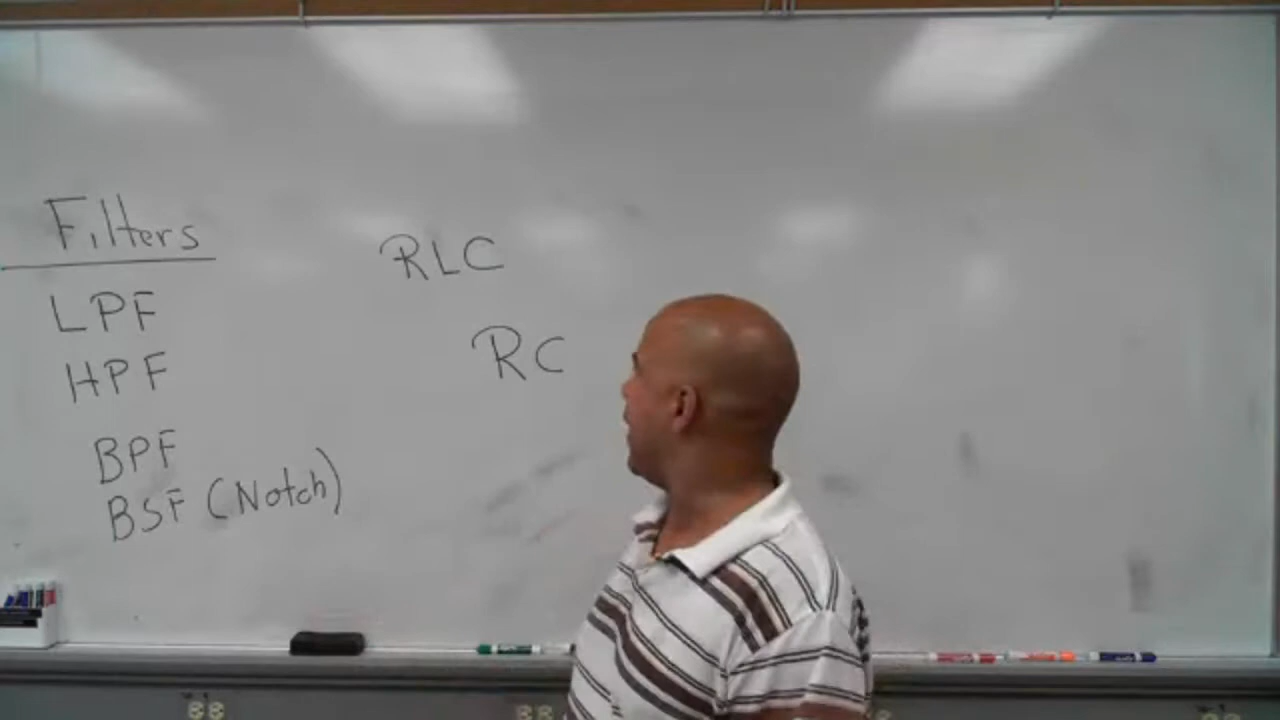 Filters
LPF
HPF
BPF
BSF (Notch)
RLC
RC